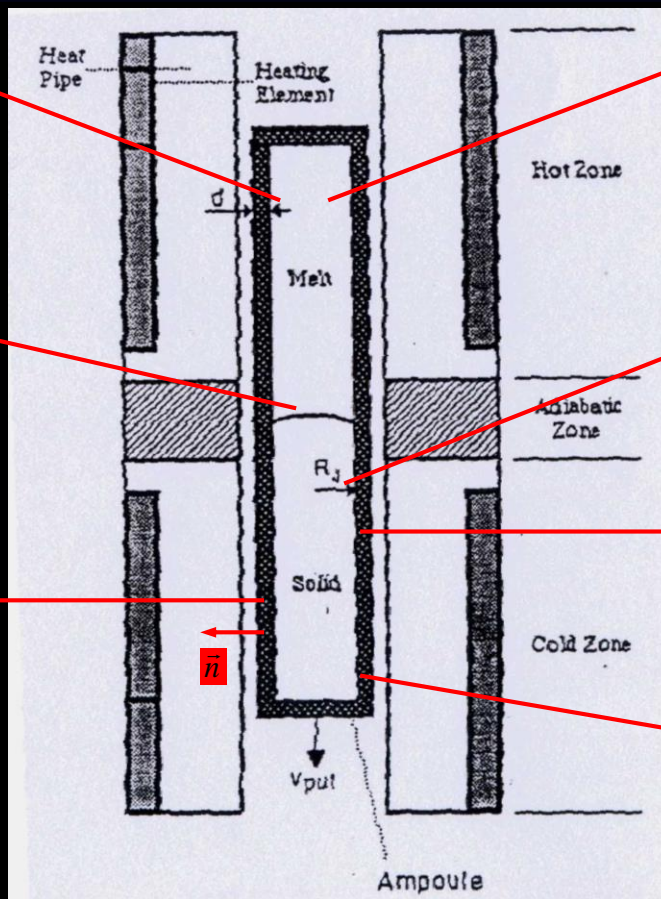 Heat
Pipe
Heating
Element
Hot Zone
d
Melt
Adiabatic
Zone
R
Solid
n
Cold Zone
Vpul
Ampoule